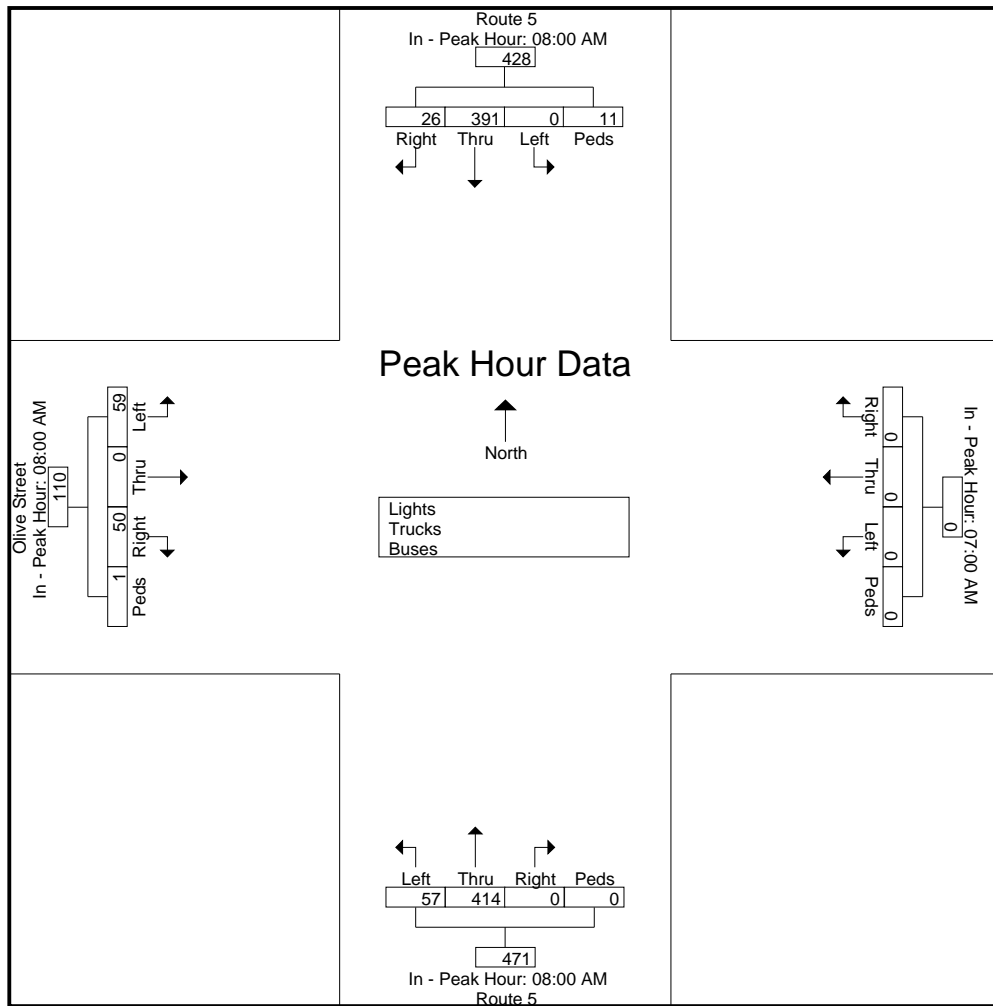 Route 5
In - Peak Hour: 08:00 AM
428
26 391 0 11
Right Thru Left Peds
Peak Hour Data
North
Lights
Trucks
Buses
Olive Street
In - Peak Hour: 08:00 AM
110
59 0 50 1
Left Thru Right Peds
Right Thru Left Peds
0 0 0 0
0
In - Peak Hour: 07:00 AM
Left Thru Right Peds
57 414 0 0
471
In - Peak Hour: 08:00 AM
Route 5